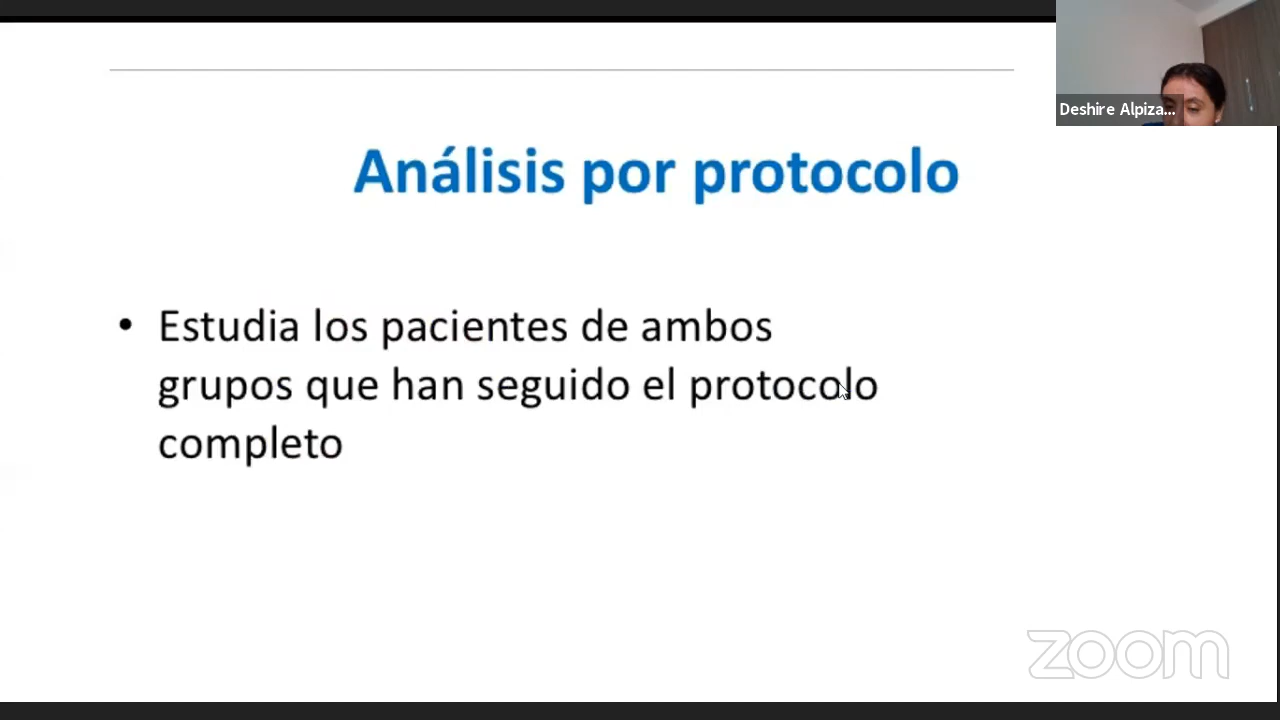 Deshire Alpiza...
Análisis por protocolo
• Estudia los pacientes de ambos
grupos que han seguido el protocolo
completo
zoom